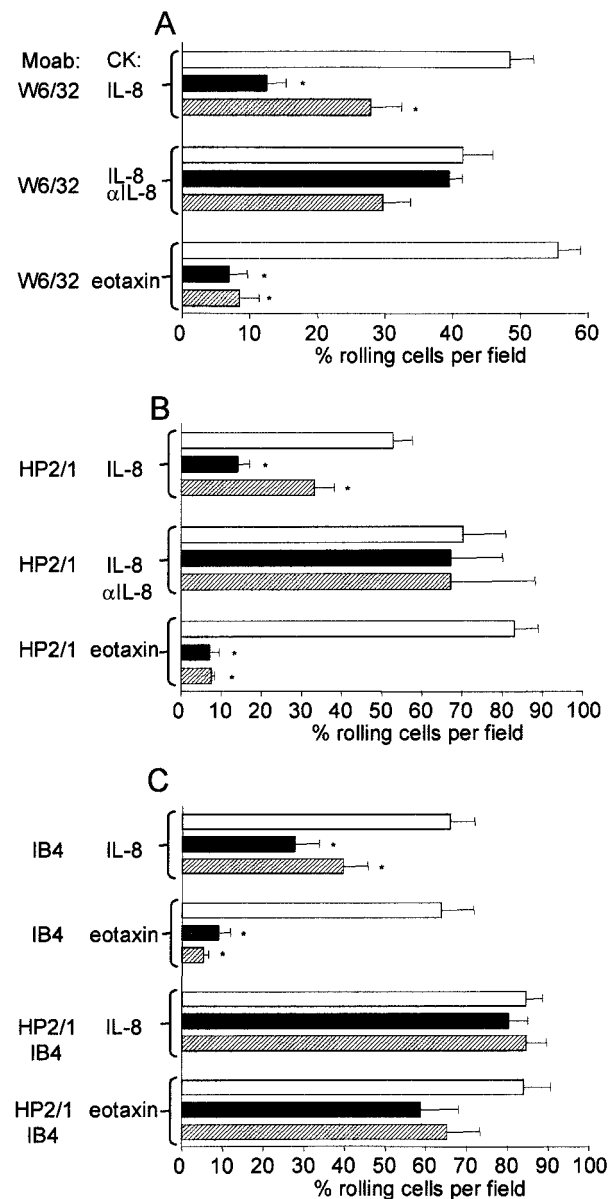 A
Moab: CK:
W6/32 IL-8 *
*
W6/32 IL-8
αIL-8
W6/32 eotaxin *
*
0 10 20 30 40 50 60
% rolling cells per field
B
HP2/1 IL-8 *
*
HP2/1 IL-8
αIL-8
HP2/1 eotaxin *
*
0 10 20 30 40 50 60 70 80 90 100
% rolling cells per field
C
IB4 IL-8 *
*
IB4 eotaxin *
*
HP2/1 IL-8
IB4
HP2/1 eotaxin
IB4
0 10 20 30 40 50 60 70 80 90 100
% rolling cells per field